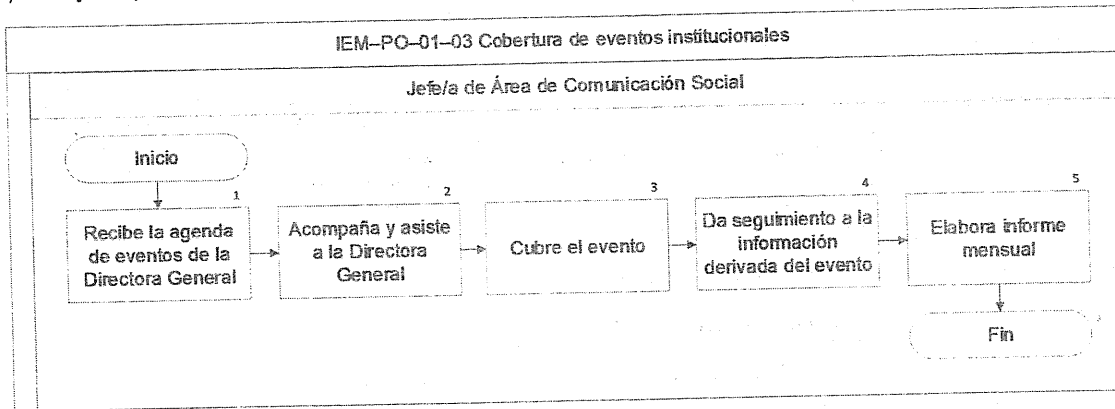 IEM–PO–01–03 Cobertura de eventos institucionales
Jefe/a de Área de Comunicación Social
Inicio
1
Recibe la agenda
de eventos de la
Directora General
2
Acompaña y asiste
a la Directora
General
3
Cubre el evento
4
Da seguimiento a la
información
derivada del evento
5
Elabora informe
mensual
Fin